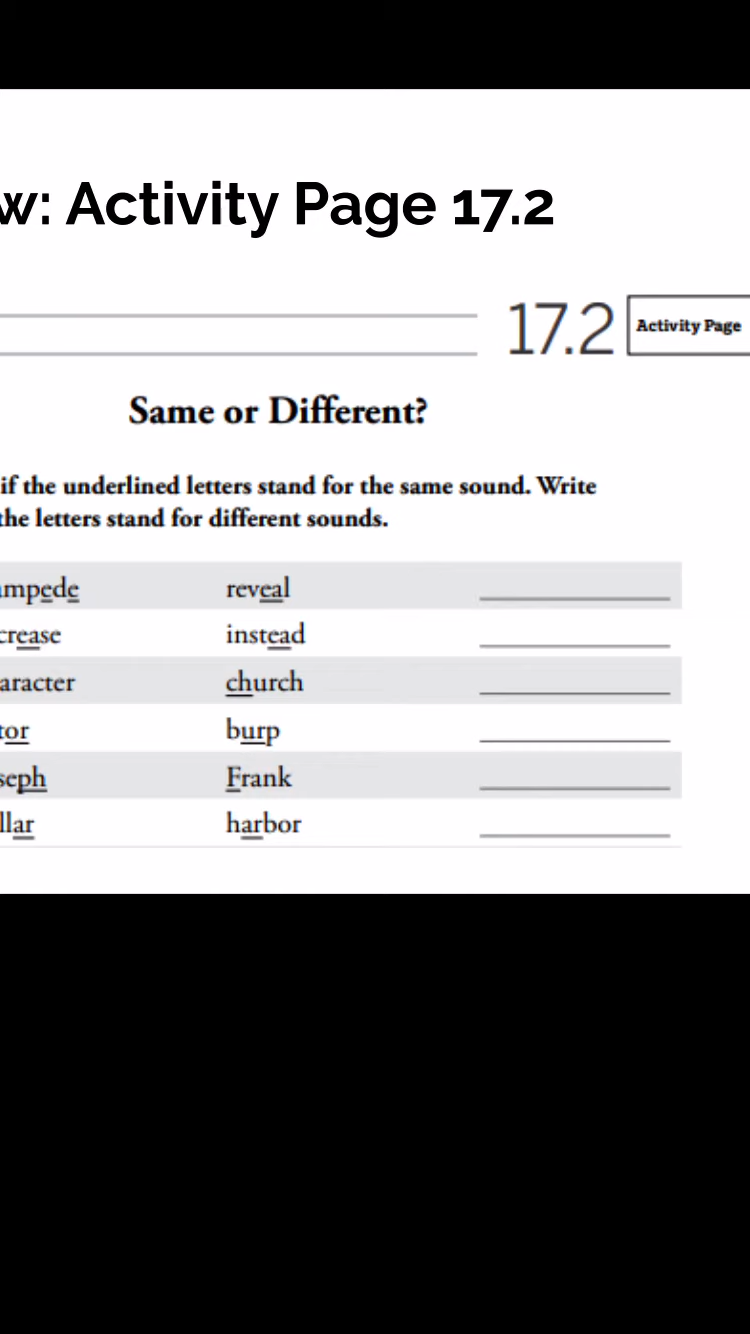 w: Activity Page 17.2
17.2 Activity Page
Same or Different?
if the underlined letters stand for the same sound. Write
the letters stand for different sounds.
mpede reveal
crease instead
aracter church
tor burp
seph Frank
llar harbor